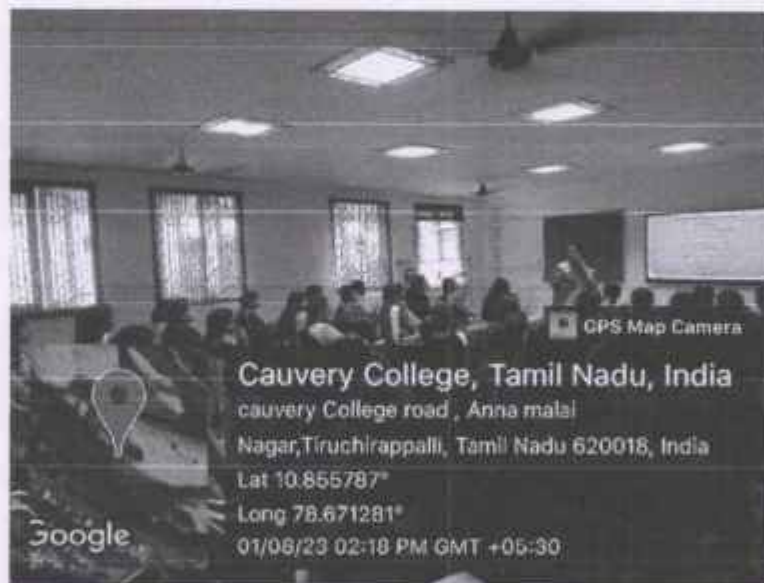 GPS Map Camera
Cauvery College, Tamil Nadu, India
cauvery College road , Anna malai
Nagar,Tiruchirappalli, Tamil Nadu 620018, India
Lat 10.855787°
Long 78.671281°
Google
01/08/23 02:18 PM GMT +05:30